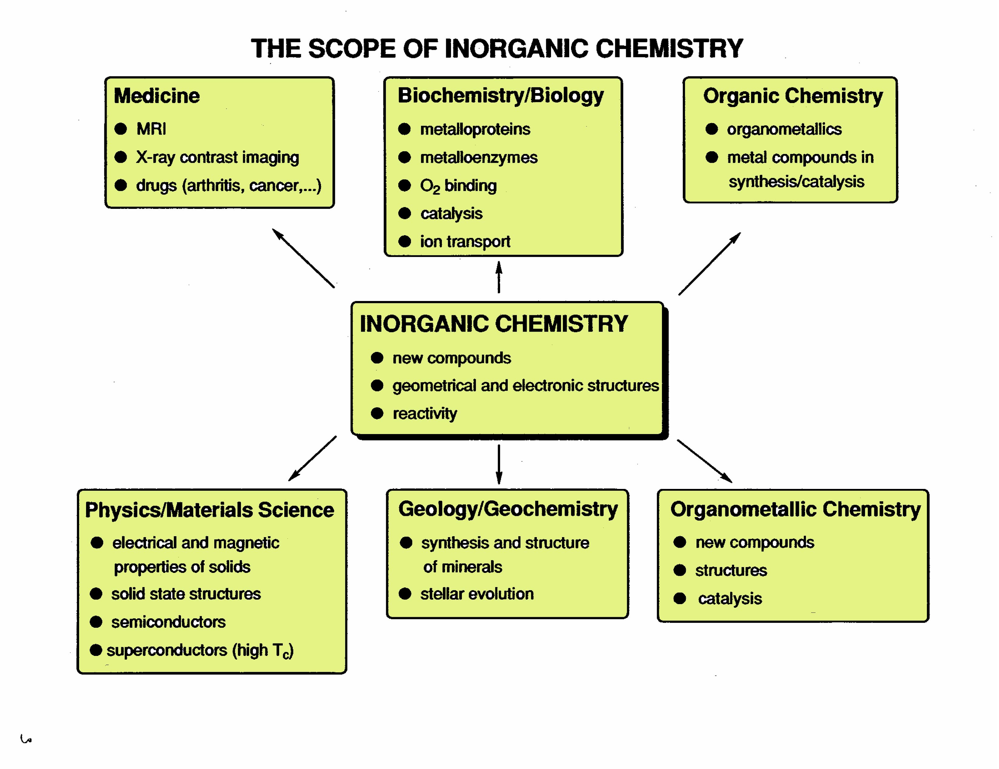 THE SCOPE OF INORGANIC CHEMISTRY
Medicine
● MRI
● X-ray contrast imaging
● drugs (arthritis, cancer,...)
Biochemistry/Biology
● metalloproteins
● metalloenzymes
● O₂ binding
● catalysis
● ion transport
Organic Chemistry
● organometallics
● metal compounds in
synthesis/catalysis
INORGANIC CHEMISTRY
● new compounds
● geometrical and electronic structures
● reactivity
Physics/Materials Science
● electrical and magnetic
properties of solids
● solid state structures
● semiconductors
● superconductors (high Tc)
Geology/Geochemistry
● synthesis and structure
of minerals
● stellar evolution
Organometallic Chemistry
● new compounds
● structures
● catalysis